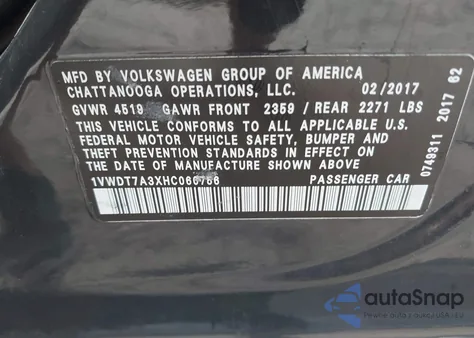 MFD BY VOLKSWAGEN GROUP OF AMERICA
CHATTANOOGA OPERATIONS, LLC. 02/2017
GVWR 4519 GAWR FRONT 2359 / REAR 2271 LBS
THIS VEHICLE CONFORMS TO ALL APPLICABLE U.S.
FEDERAL MOTOR VEHICLE SAFETY, BUMPER AND
THEFT PREVENTION STANDARDS IN EFFECT ON
THE DATE OF MANUFACTURE SHOWN ABOVE
PASSENGER CAR
0749311 2017 62
autoSnap